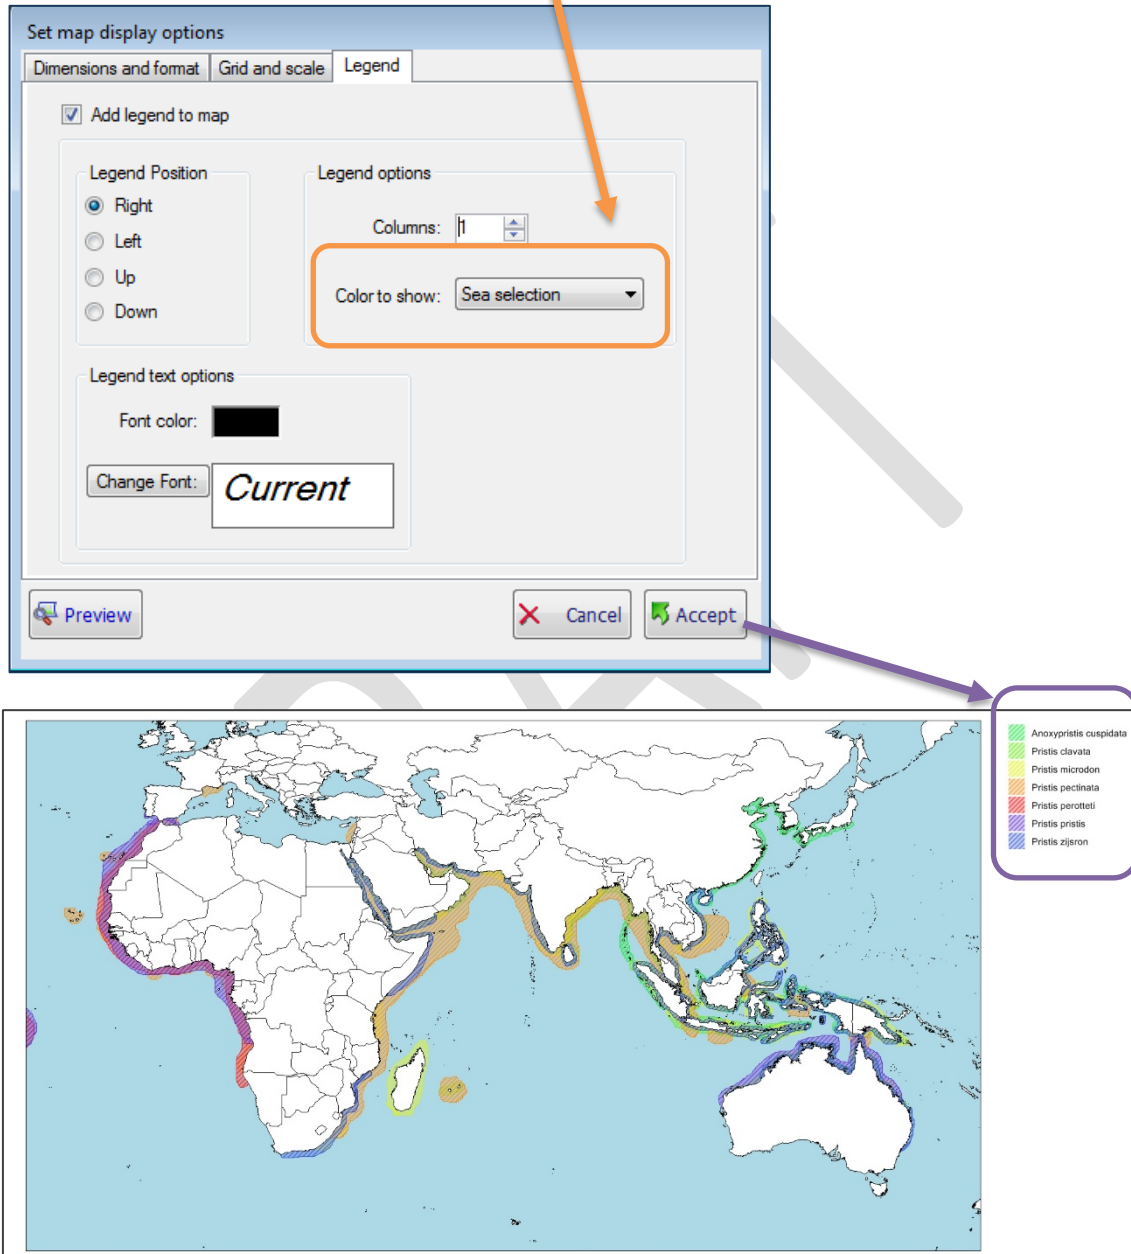 Set map display options
Dimensions and format Grid and scale Legend
Add legend to map
Legend Position
Right
Left
Up
Down
Legend options
Columns: 1
Color to show: Sea selection
Legend text options
Font color:
Change Font: Current
Preview Cancel Accept
Anoxypristis cuspidata
Pristis clavata
Pristis microdon
Pristis pectinata
Pristis perotteti
Pristis pristis
Pristis zijsron